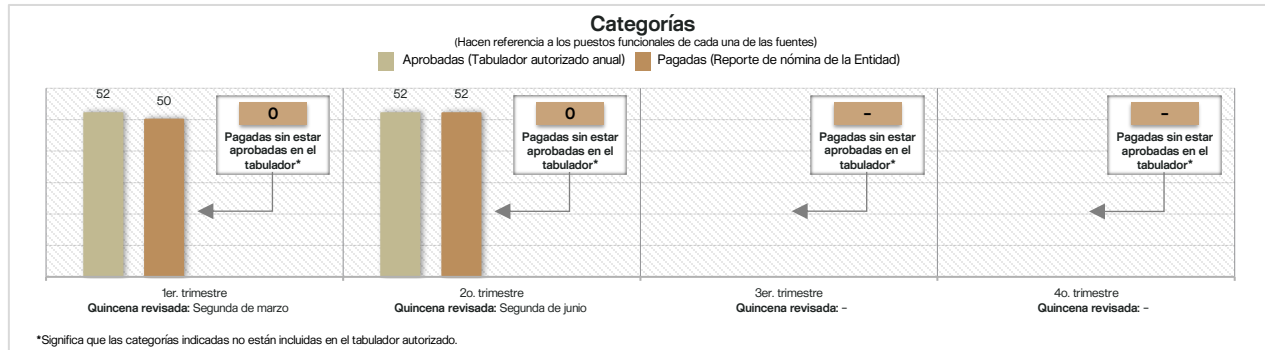 Categorías
(Hacen referencia a los puestos funcionales de cada una de las fuentes)
Aprobadas (Tabulador autorizado anual)
Pagadas (Reporte de nómina de la Entidad)
52
50
0
Pagadas sin estar
aprobadas en el
tabulador*
52
52
0
Pagadas sin estar
aprobadas en el
tabulador*
–
Pagadas sin estar
aprobadas en el
tabulador*
–
Pagadas sin estar
aprobadas en el
tabulador*
1er. trimestre
Quincena revisada: Segunda de marzo
2o. trimestre
Quincena revisada: Segunda de junio
3er. trimestre
Quincena revisada: –
4o. trimestre
Quincena revisada: –
*Significa que las categorías indicadas no están incluidas en el tabulador autorizado.